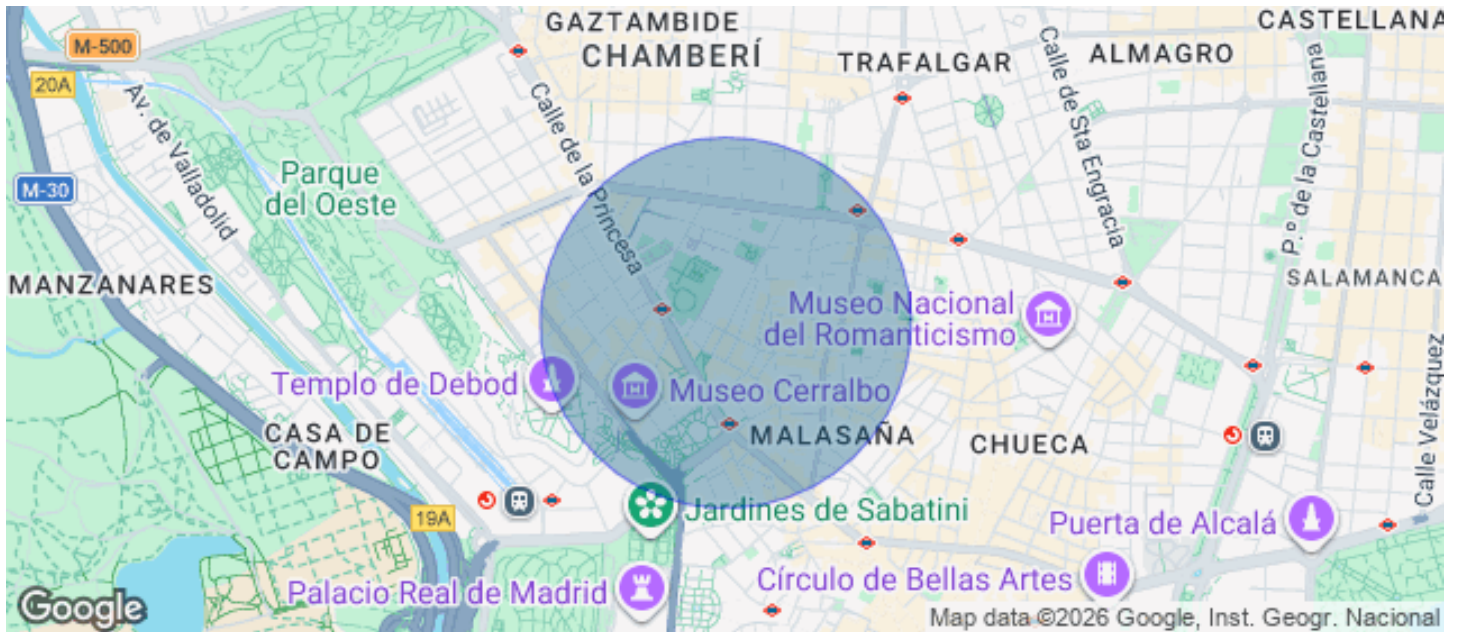 GAZTAMBIDE
CASTELLANA
M-500
CHAMBERÍ
TRAFALGAR
ALMAGRO
20A
Av. de Valladolid
Calle de la Princesa
Calle de Sta Engracia
P.º de la Castellana
Parque
del Oeste
M-30
MANZANARES
SALAMANCA
Museo Nacional
del Romanticismo
Templo de Debod
Museo Cerralbo
Calle Velázquez
CASA DE
CAMPO
MALASAÑA
CHUECA
19A
Jardines de Sabatini
Puerta de Alcalá
Palacio Real de Madrid
Círculo de Bellas Artes
Google
Map data ©2026 Google, Inst. Geogr. Nacional